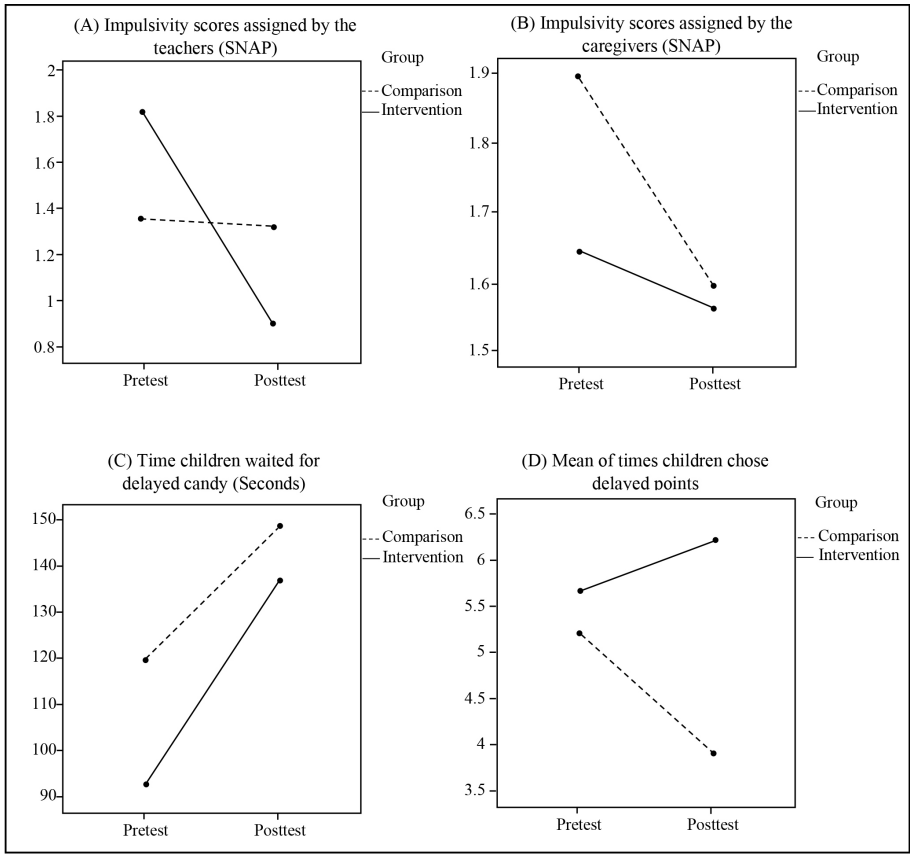 (A) Impulsivity scores assigned by the
teachers (SNAP)
Group
Comparison
Intervention
2
1.8
1.6
1.4
1.2
1
0.8
Pretest
Posttest
(B) Impulsivity scores assigned by the
caregivers (SNAP)
Group
Comparison
Intervention
1.9
1.8
1.7
1.6
1.5
Pretest
Posttest
(C) Time children waited for
delayed candy (Seconds)
Group
Comparison
Intervention
150
140
130
120
110
100
90
Pretest
Posttest
(D) Mean of times children chose
delayed points
Group
Comparison
Intervention
6.5
6
5.5
5
4.5
4
3.5
Pretest
Posttest